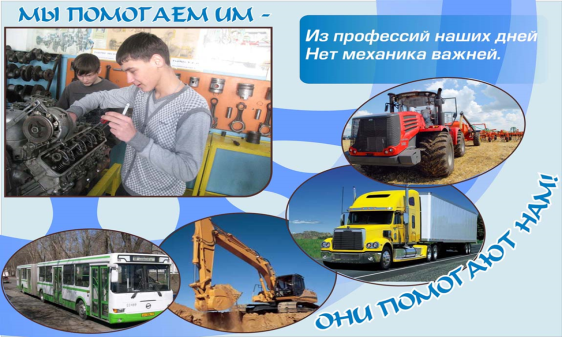 МЫ ПОМОГАЕМ ИМ -
Из профессий наших дней
Нет механика важней.
ОНИ ПОМОГАЮТ НАМ!